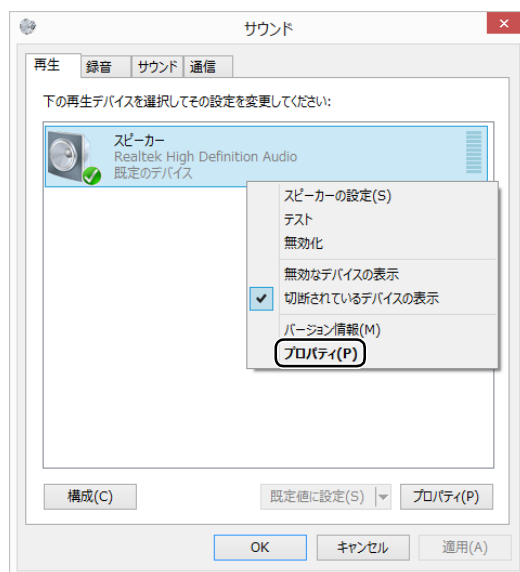 サウンド
再生 録音 サウンド 通信
下の再生デバイスを選択してその設定を変更してください:
スピーカー
Realtek High Definition Audio
既定のデバイス
スピーカーの設定(S)
テスト
無効化
無効なデバイスの表示
切断されているデバイスの表示
バージョン情報(M)
プロパティ(P)
構成(C) 既定値に設定(S) プロパティ(P)
OK キャンセル 適用(A)